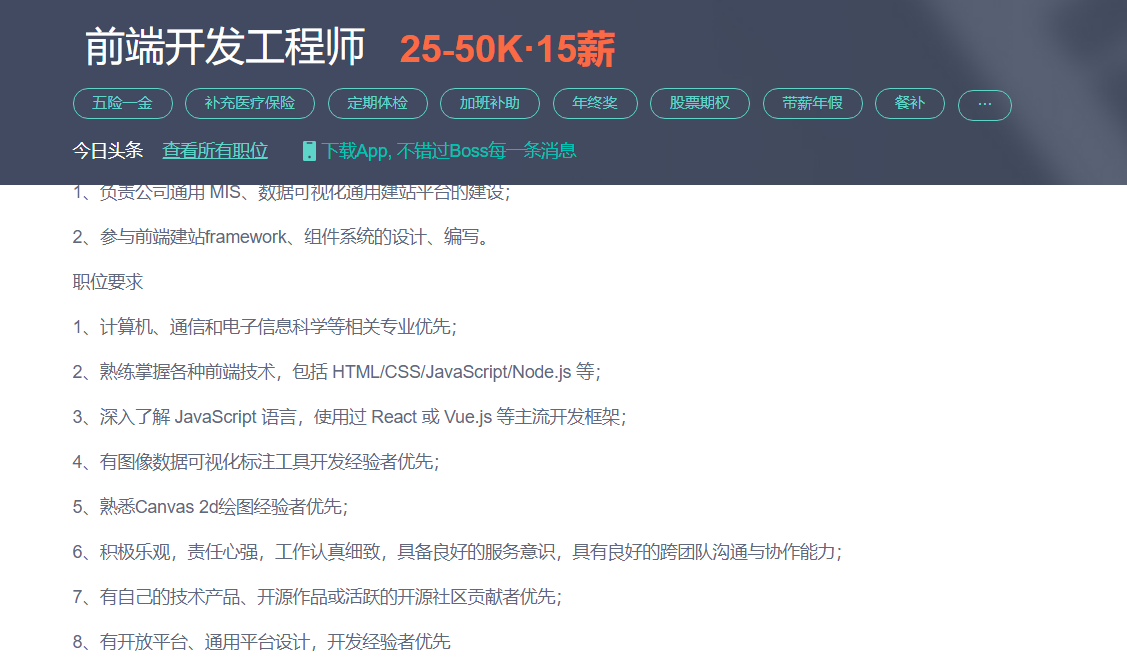 前端开发工程师 25-50K·15薪
五险一金 补充医疗保险 定期体检 加班补助 年终奖 股票期权 带薪年假 餐补 ···
今日头条 查看所有职位 下载App, 不错过Boss每一条消息
1、负责公司通用 MIS、数据可视化通用建站平台的建设；
2、参与前端建站framework、组件系统的设计、编写。
职位要求
1、计算机、通信和电子信息科学等相关专业优先；
2、熟练掌握各种前端技术，包括 HTML/CSS/JavaScript/Node.js 等；
3、深入了解 JavaScript 语言，使用过 React 或 Vue.js 等主流开发框架；
4、有图像数据可视化标注工具开发经验者优先；
5、熟悉Canvas 2d绘图经验者优先；
6、积极乐观，责任心强，工作认真细致，具备良好的服务意识，具有良好的跨团队沟通与协作能力；
7、有自己的技术产品、开源作品或活跃的开源社区贡献者优先；
8、有开放平台、通用平台设计，开发经验者优先